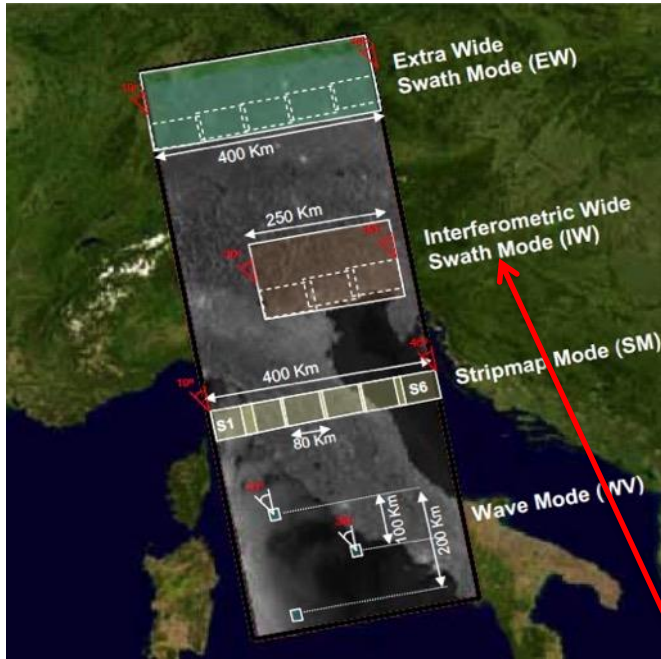 Extra Wide
Swath Mode (EW)
400 Km
250 Km
Interferometric Wide
Swath Mode (IW)
400 Km
Stripmap Mode (SM)
S1
S6
80 Km
Wave Mode (WV)
100 Km
200 Km